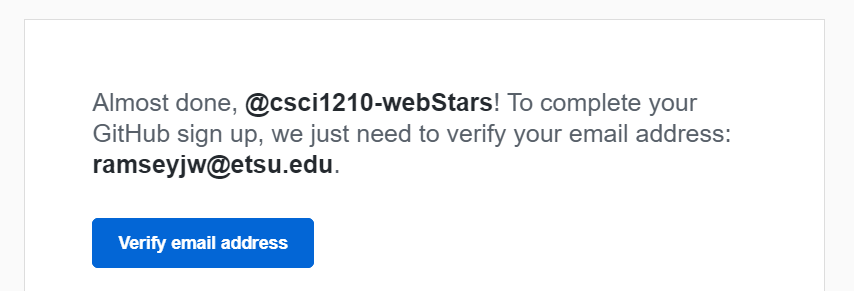 Almost done, @csci1210-webStars! To complete your
GitHub sign up, we just need to verify your email address:
ramseyjw@etsu.edu.
Verify email address